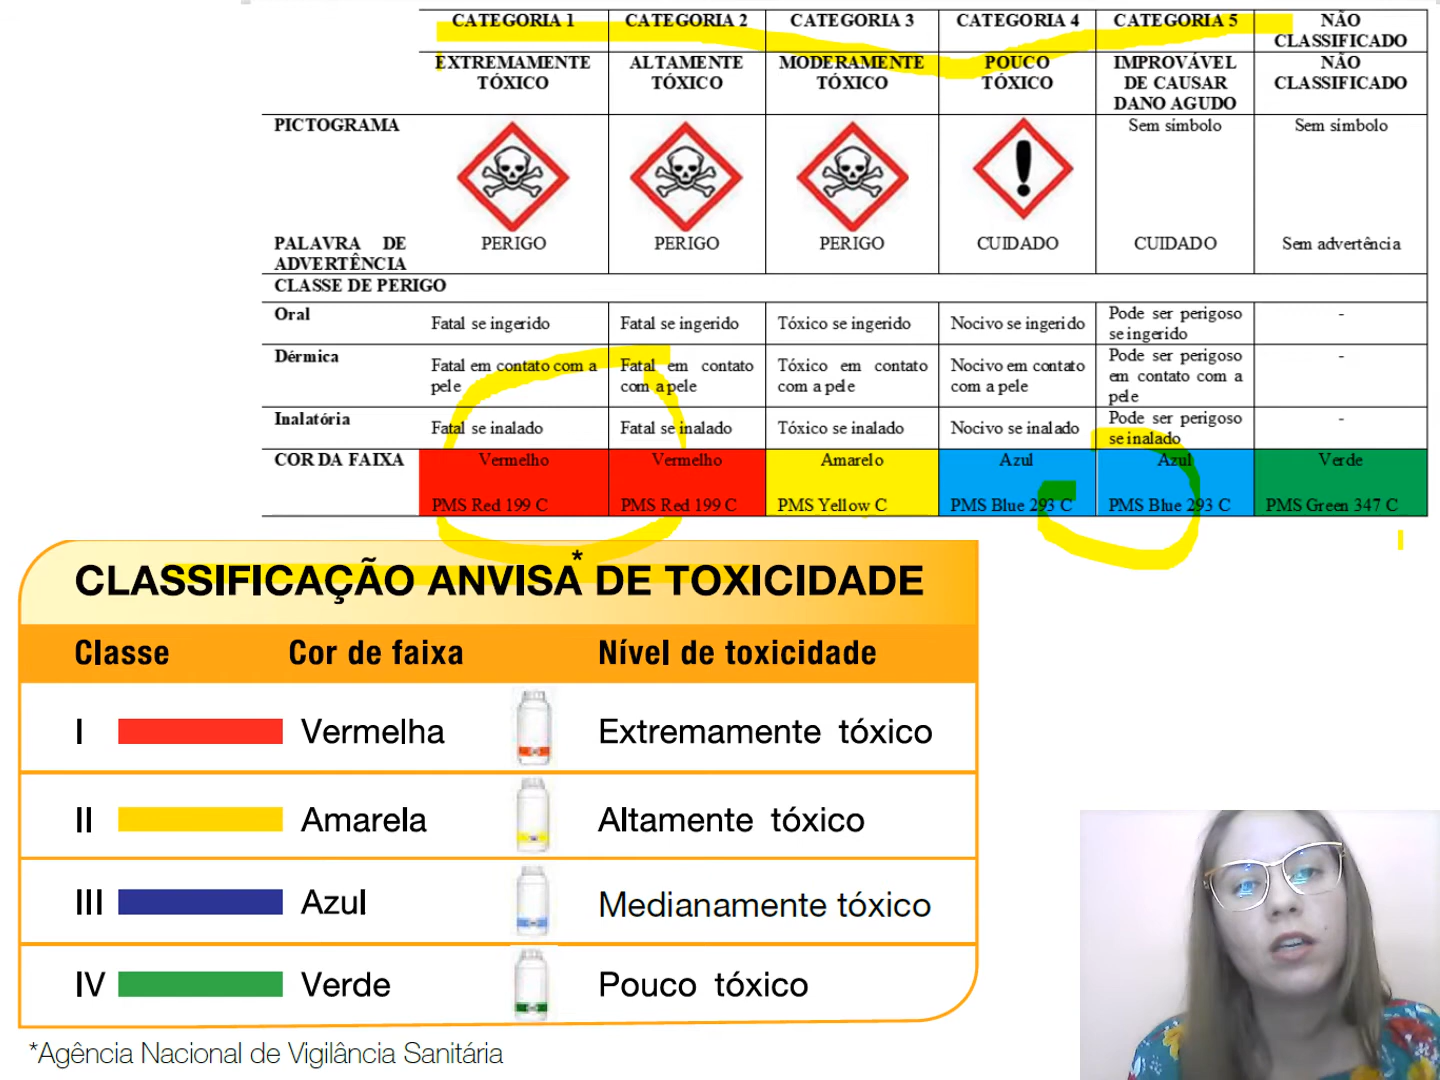 CATEGORIA 1 CATEGORIA 2 CATEGORIA 3 CATEGORIA 4 CATEGORIA 5 NÃO
CLASSIFICADO
EXTREMAMENTE TÓXICO
ALTAMENTE TÓXICO
MODERAMENTE TÓXICO
POUCO TÓXICO
IMPROVÁVEL DE CAUSAR DANO AGUDO
NÃO CLASSIFICADO
PICTOGRAMA Sem simbolo Sem simbolo
PALAVRA DE ADVERTÊNCIA PERIGO PERIGO PERIGO CUIDADO CUIDADO Sem advertência
CLASSE DE PERIGO
Oral
Fatal se ingerido
Fatal se ingerido
Tóxico se ingerido
Nocivo se ingerido
Pode ser perigoso se ingerido
-
Dérmica
Fatal em contato com a pele
Fatal em contato com a pele
Tóxico em contato com a pele
Nocivo em contato com a pele
Pode ser perigoso em contato com a pele
-
Inalatória
Fatal se inalado
Fatal se inalado
Tóxico se inalado
Nocivo se inalado
Pode ser perigoso se inalado
-
COR DA FAIXA Vermelho Vermelho Amarelo Azul Azul Verde
PMS Red 199 C PMS Red 199 C PMS Yellow C PMS Blue 293 C PMS Blue 293 C PMS Green 347 C
CLASSIFICAÇÃO ANVISA* DE TOXICIDADE
Classe Cor de faixa Nível de toxicidade
I Vermelha Extremamente tóxico
II Amarela Altamente tóxico
III Azul Medianamente tóxico
IV Verde Pouco tóxico
*Agência Nacional de Vigilância Sanitária